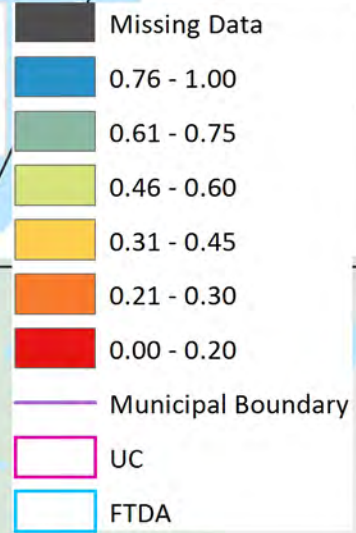 Missing Data
0.76 - 1.00
0.61 - 0.75
0.46 - 0.60
0.31 - 0.45
0.21 - 0.30
0.00 - 0.20
Municipal Boundary
UC
FTDA